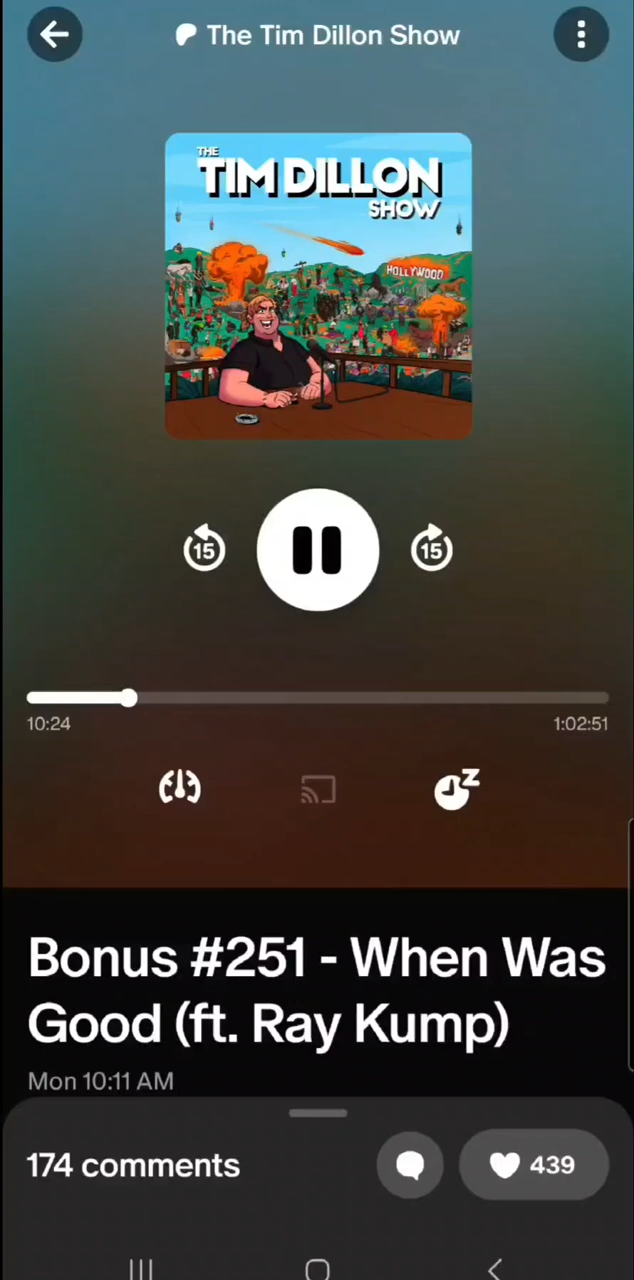 The Tim Dillon Show
THE
TIM DILLON
SHOW
HOLLYWOOD
15
15
10:24
1:02:51
Z
Bonus #251 - When Was
Good (ft. Ray Kump)
Mon 10:11 AM
174 comments
439